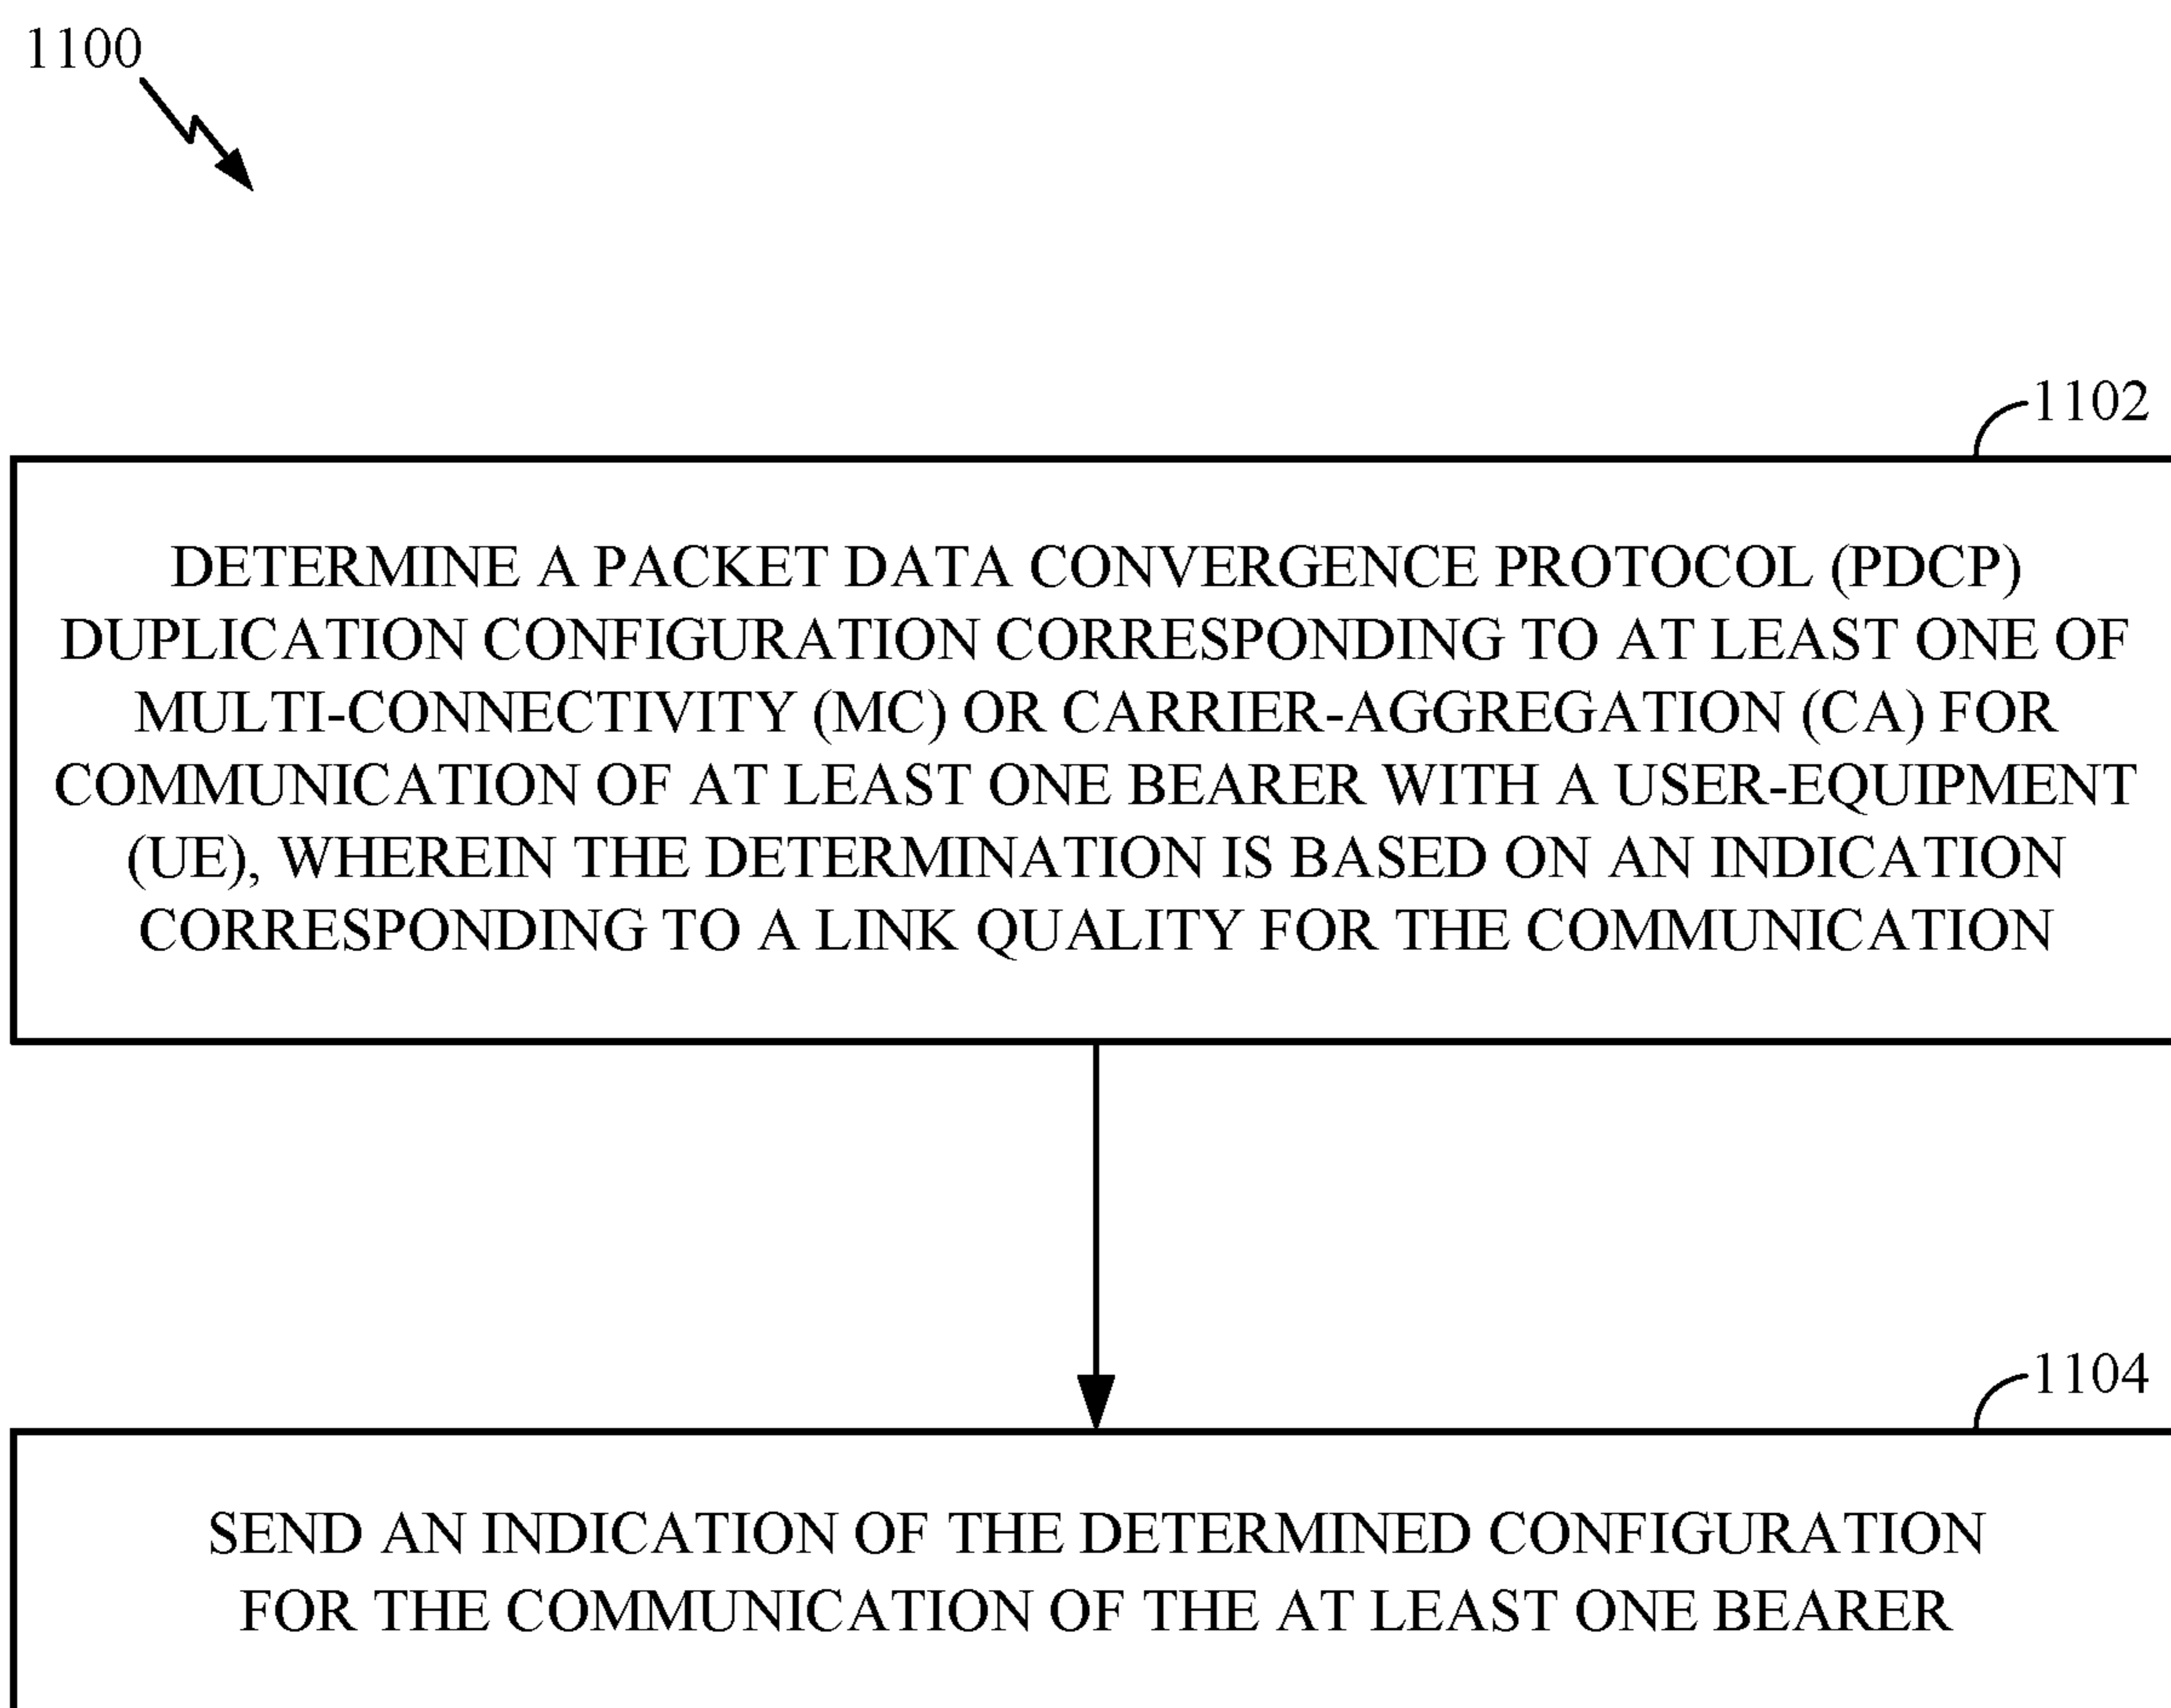 1100
1102
DETERMINE A PACKET DATA CONVERGENCE PROTOCOL (PDCP)
DUPLICATION CONFIGURATION CORRESPONDING TO AT LEAST ONE OF
MULTI-CONNECTIVITY (MC) OR CARRIER-AGGREGATION (CA) FOR
COMMUNICATION OF AT LEAST ONE BEARER WITH A USER-EQUIPMENT
(UE), WHEREIN THE DETERMINATION IS BASED ON AN INDICATION
CORRESPONDING TO A LINK QUALITY FOR THE COMMUNICATION
1104
SEND AN INDICATION OF THE DETERMINED CONFIGURATION
FOR THE COMMUNICATION OF THE AT LEAST ONE BEARER